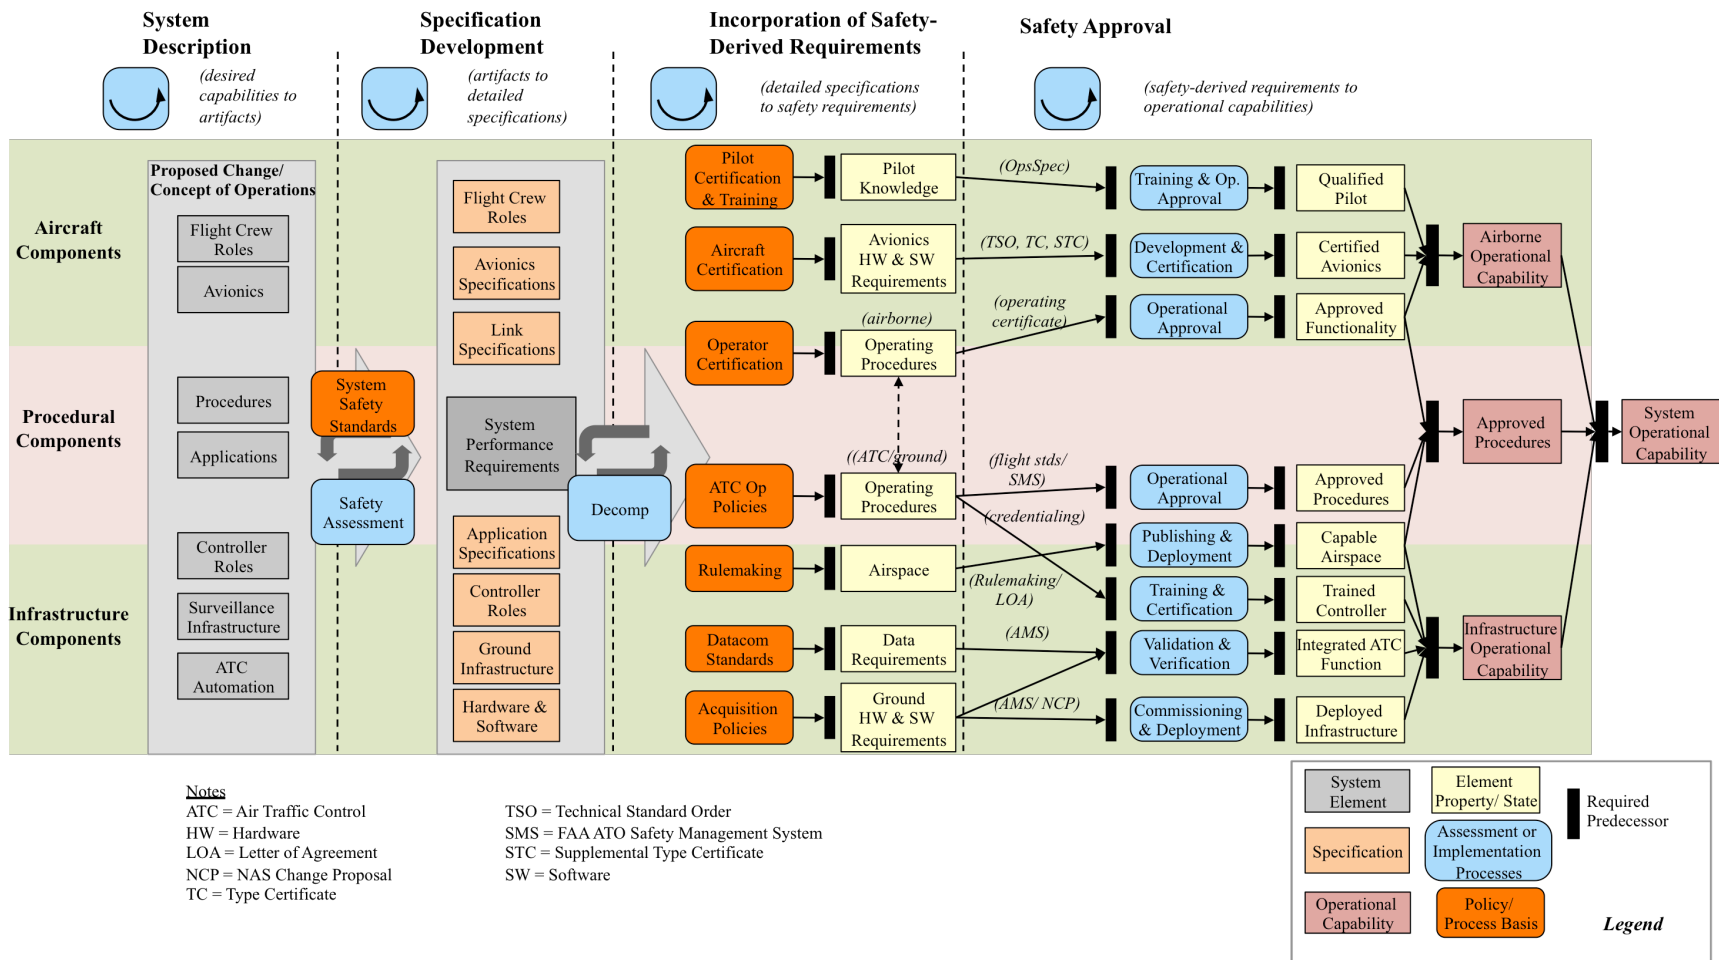 System
Description
Specification
Development
Incorporation of Safety-
Derived Requirements
Safety Approval
(desired
capabilities to
artifacts)
(artifacts to
detailed
specifications)
(detailed specifications
to safety requirements)
(safety-derived requirements to
operational capabilities)
Aircraft
Components
Procedural
Components
Infrastructure
Components
Proposed Change/
Concept of Operations
Flight Crew
Roles
Avionics
Procedures
Applications
Controller
Roles
Surveillance
Infrastructure
ATC
Automation
System
Safety
Standards
Safety
Assessment
Flight Crew
Roles
Avionics
Specifications
Link
Specifications
System
Performance
Requirements
Application
Specifications
Controller
Roles
Ground
Infrastructure
Hardware &
Software
Decomp
Pilot
Certification
& Training
Aircraft
Certification
Operator
Certification
ATC Op
Policies
Rulemaking
Datacom
Standards
Acquisition
Policies
Pilot
Knowledge
Avionics
HW & SW
Requirements
(airborne)
Operating
Procedures
((ATC/ground)
Operating
Procedures
Airspace
Data
Requirements
Ground
HW & SW
Requirements
(OpsSpec)
(TSO, TC, STC)
(operating
certificate)
(flight stds/
SMS)
(credentialing)
(Rulemaking/
LOA)
(AMS)
(AMS/ NCP)
Training & Op.
Approval
Development &
Certification
Operational
Approval
Operational
Approval
Publishing &
Deployment
Training &
Certification
Validation &
Verification
Commissioning
& Deployment
Qualified
Pilot
Certified
Avionics
Approved
Functionality
Approved
Procedures
Capable
Airspace
Trained
Controller
Integrated ATC
Function
Deployed
Infrastructure
Airborne
Operational
Capability
Approved
Procedures
Infrastructure
Operational
Capability
System
Operational
Capability
Notes
ATC = Air Traffic Control
HW = Hardware
LOA = Letter of Agreement
NCP = NAS Change Proposal
TC = Type Certificate
TSO = Technical Standard Order
SMS = FAA ATO Safety Management System
STC = Supplemental Type Certificate
SW = Software
System
Element
Element
Property/ State
Required
Predecessor
Specification
Assessment or
Implementation
Processes
Operational
Capability
Policy/
Process Basis
Legend